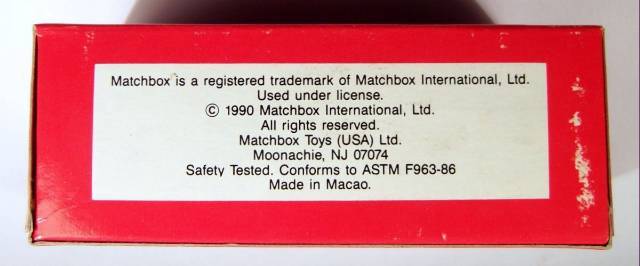 Matchbox is a registered trademark of Matchbox International, Ltd.
Used under license.
© 1990 Matchbox International, Ltd.
All rights reserved.
Matchbox Toys (USA) Ltd.
Moonachie, NJ 07074
Safety Tested. Conforms to ASTM F963-86
Made in Macao.